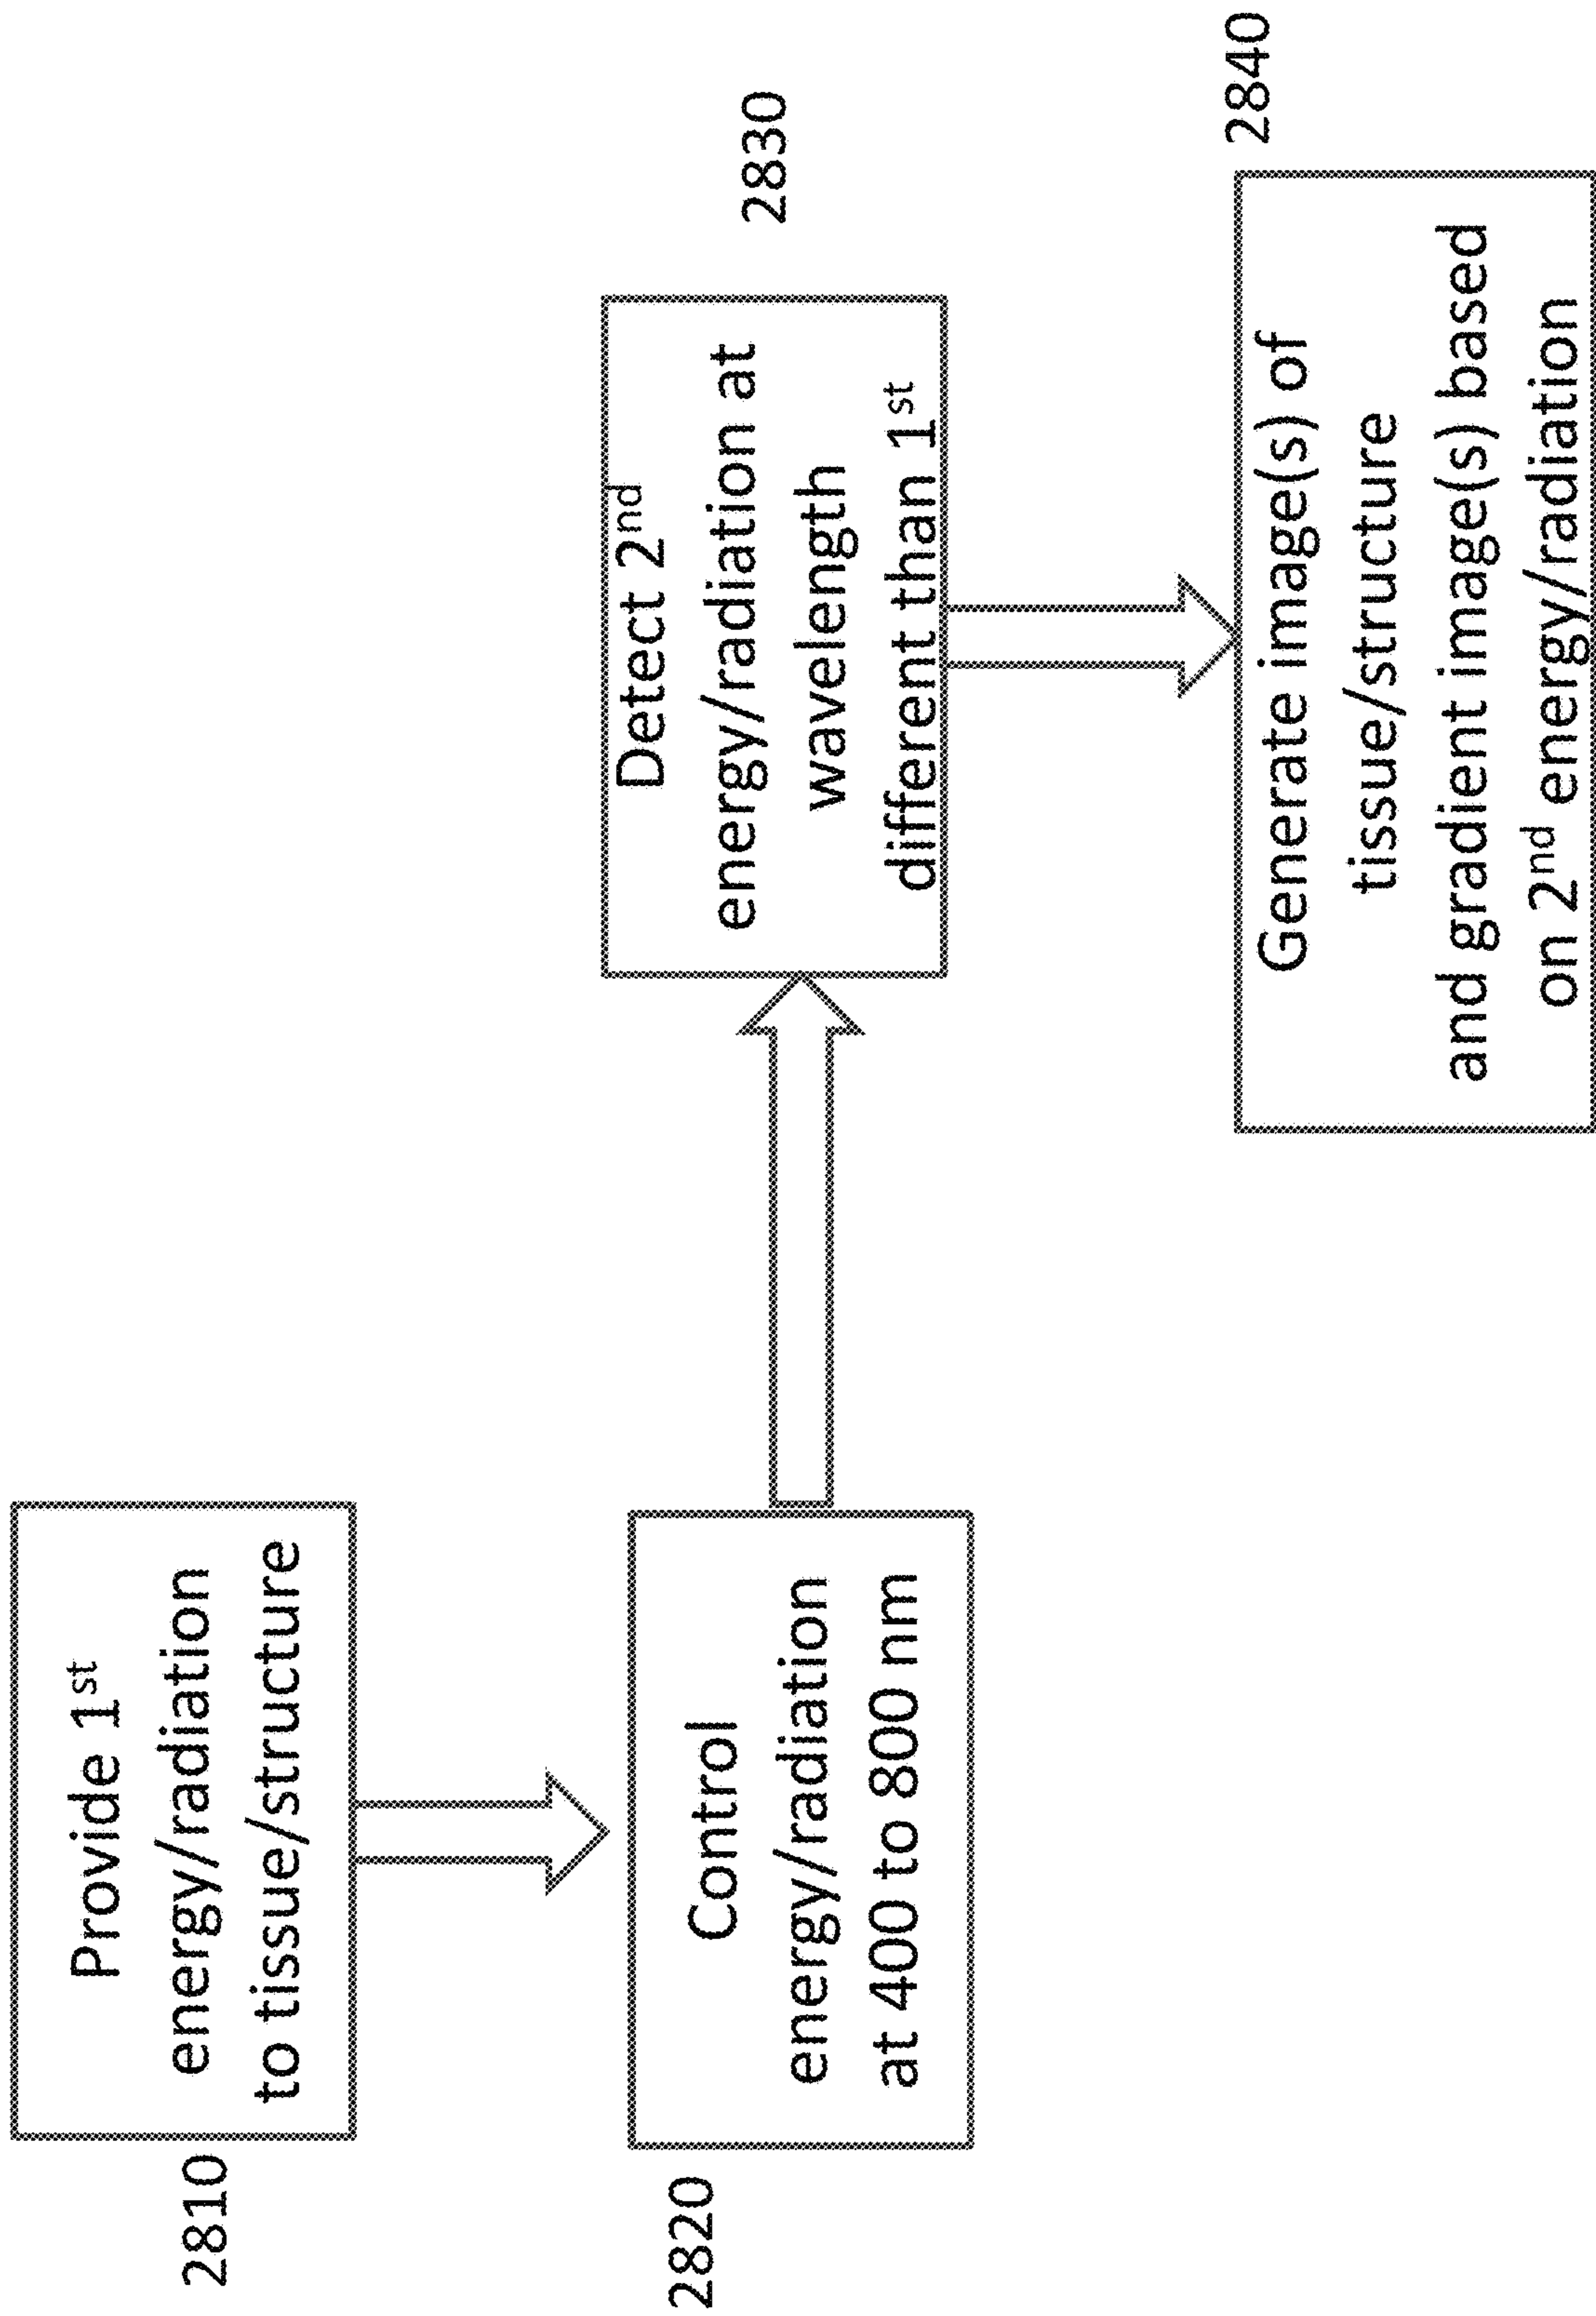 2810
Provide 1st
energy/radiation
to tissue/structure
2820
Control
energy/radiation
at 400 to 800 nm
Detect 2nd
energy/radiation at
wavelength
different than 1st
2830
Generate image(s) of
tissue/structure
and gradient image(s) based
on 2nd energy/radiation
2840